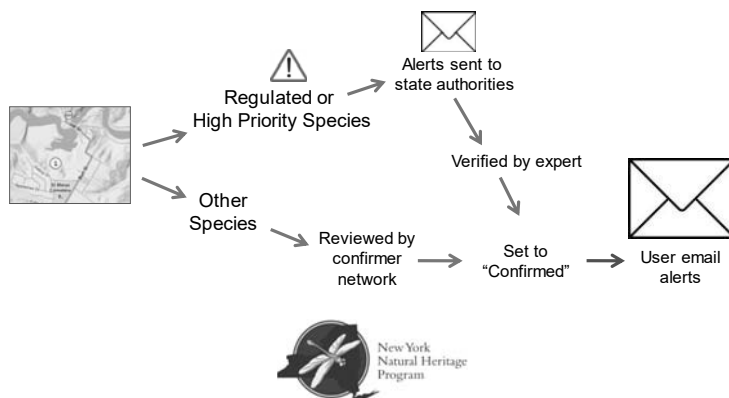 Regulated or
High Priority Species
Alerts sent to
state authorities
Verified by expert
Other
Species
Reviewed by
confirmer
network
Set to
“Confirmed”
User email
alerts
New York
Natural Heritage
Program